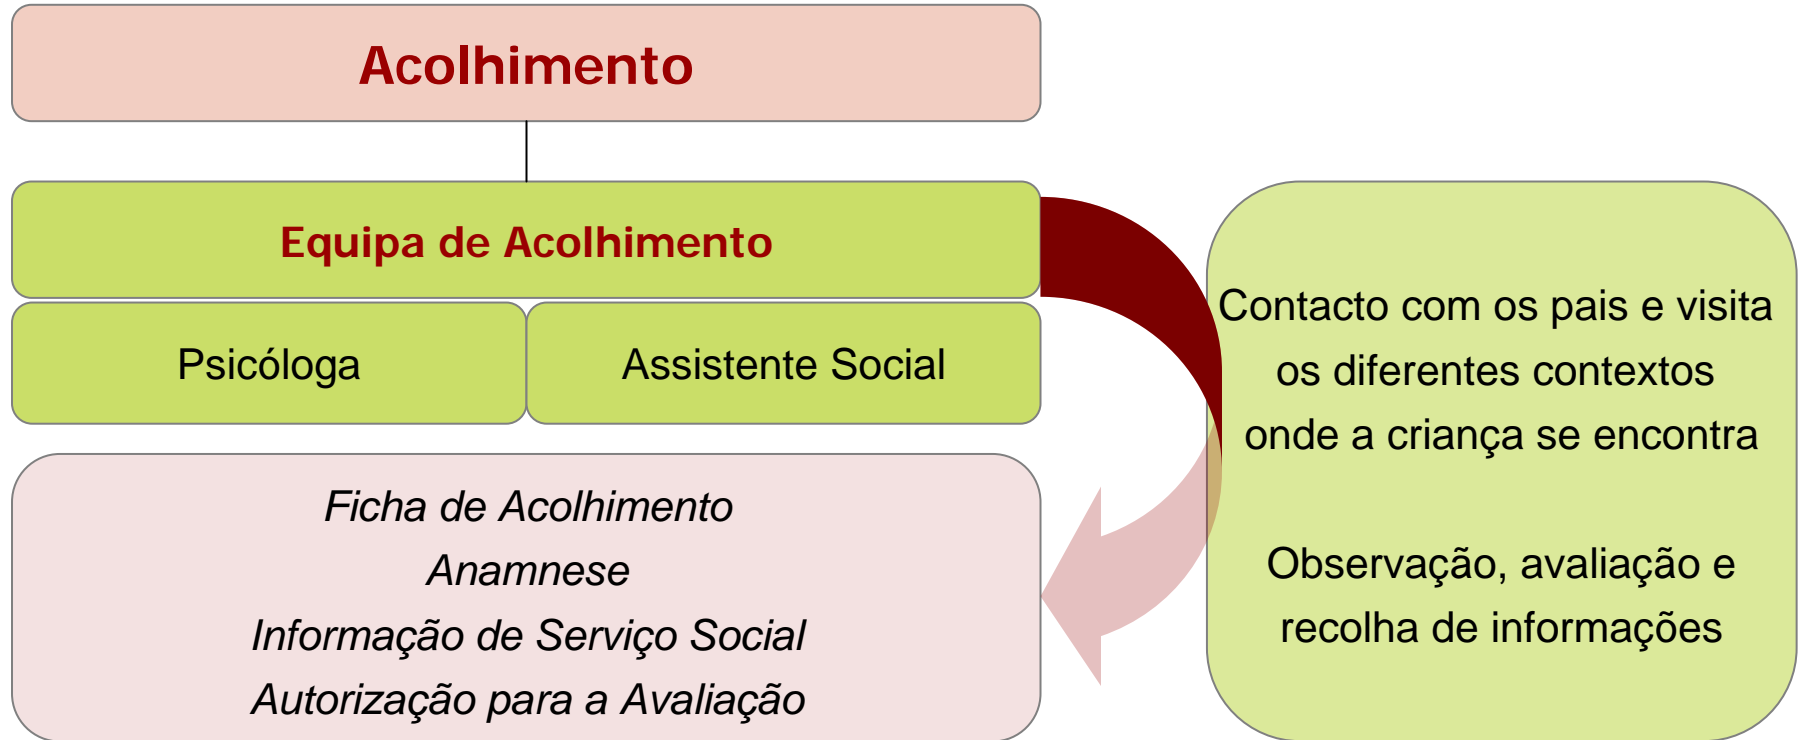 Acolhimento
Equipa de Acolhimento
Psicóloga
Assistente Social
Ficha de Acolhimento
Anamnese
Informação de Serviço Social
Autorização para a Avaliação
Contacto com os pais e visita
os diferentes contextos
onde a criança se encontra
Observação, avaliação e
recolha de informações